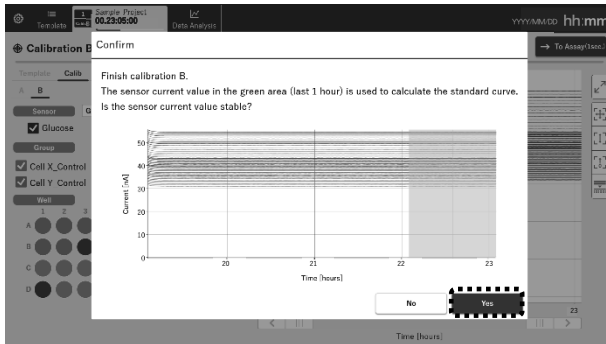 Template
1
Sample Project
00.23:05:00
Data Analysis
YYYY/MM/DD hh:mm
Calibration B
Confirm
To Assay(1sec.)
Template
Calib
A
B
Sensor
G
Glucose
Group
Cell X_Control
Cell Y_Control
Well
1 2 3
A
B
C
D
Finish calibration B.
The sensor current value in the green area (last 1 hour) is used to calculate the standard curve.
Is the sensor current value stable?
Current [nA]
50
40
30
20
10
0
20 21 22 23
Time [hours]
No
Yes
23
Time [hours]